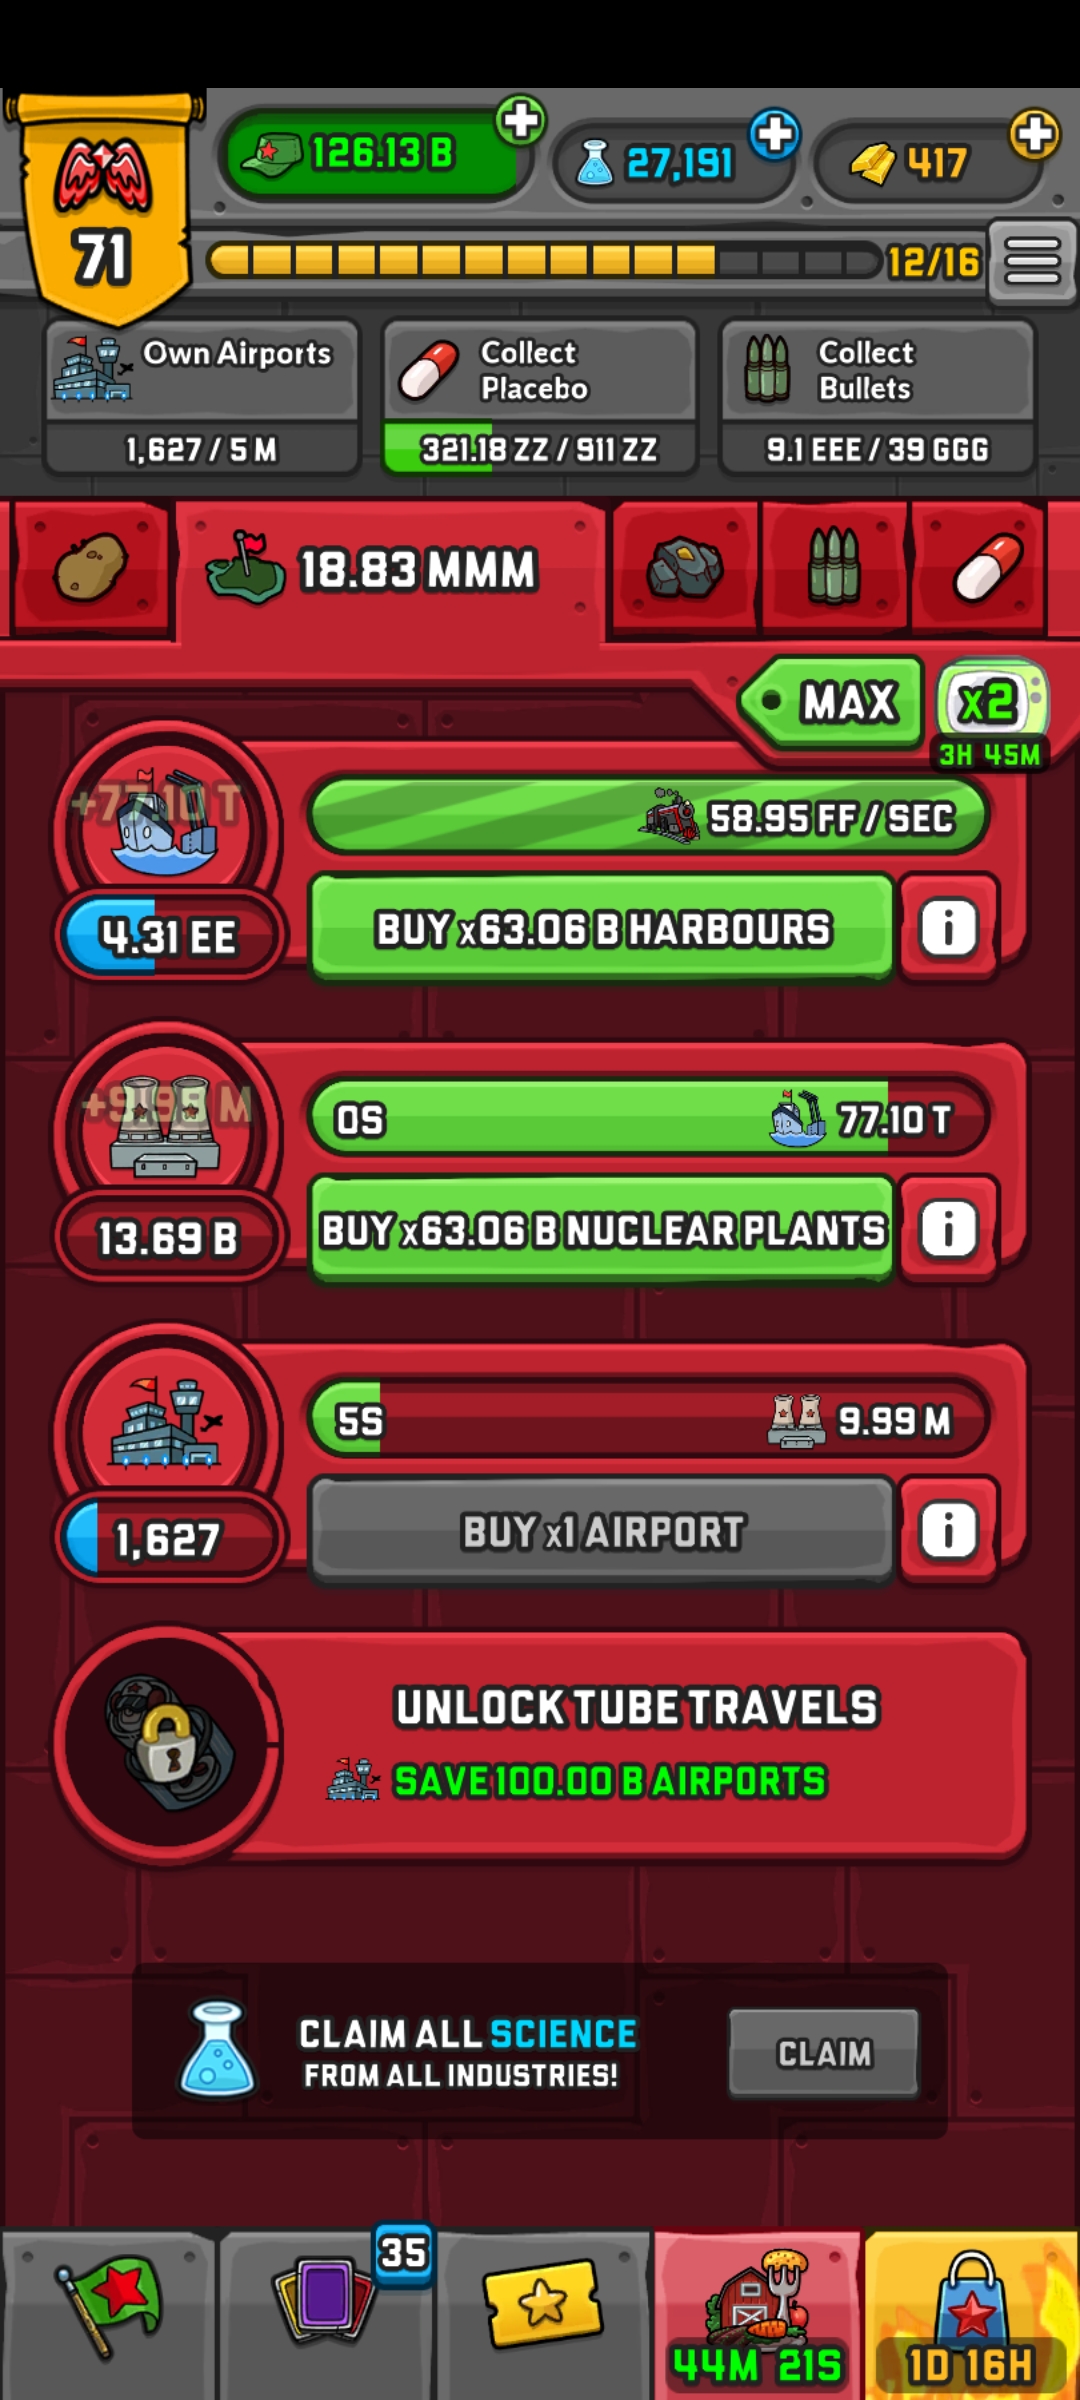 71
126.13 B
27,191
417
12/16
Own Airports
1,627 / 5 M
Collect
Placebo
321.18 ZZ / 911 ZZ
Collect
Bullets
9.1 EEE / 39 GGG
18.83 MMM
MAX
x2
3H 45M
+77.10 T
58.95 FF / SEC
4.31 EE
BUY x63.06 B HARBOURS
i
+9.99 M
0S
77.10 T
13.69 B
BUY x63.06 B NUCLEAR PLANTS
i
5S
9.99 M
1,627
BUY x1 AIRPORT
i
UNLOCK TUBE TRAVELS
SAVE 100.00 B AIRPORTS
CLAIM ALL SCIENCE
FROM ALL INDUSTRIES!
CLAIM
35
44M 21S
1D 16H